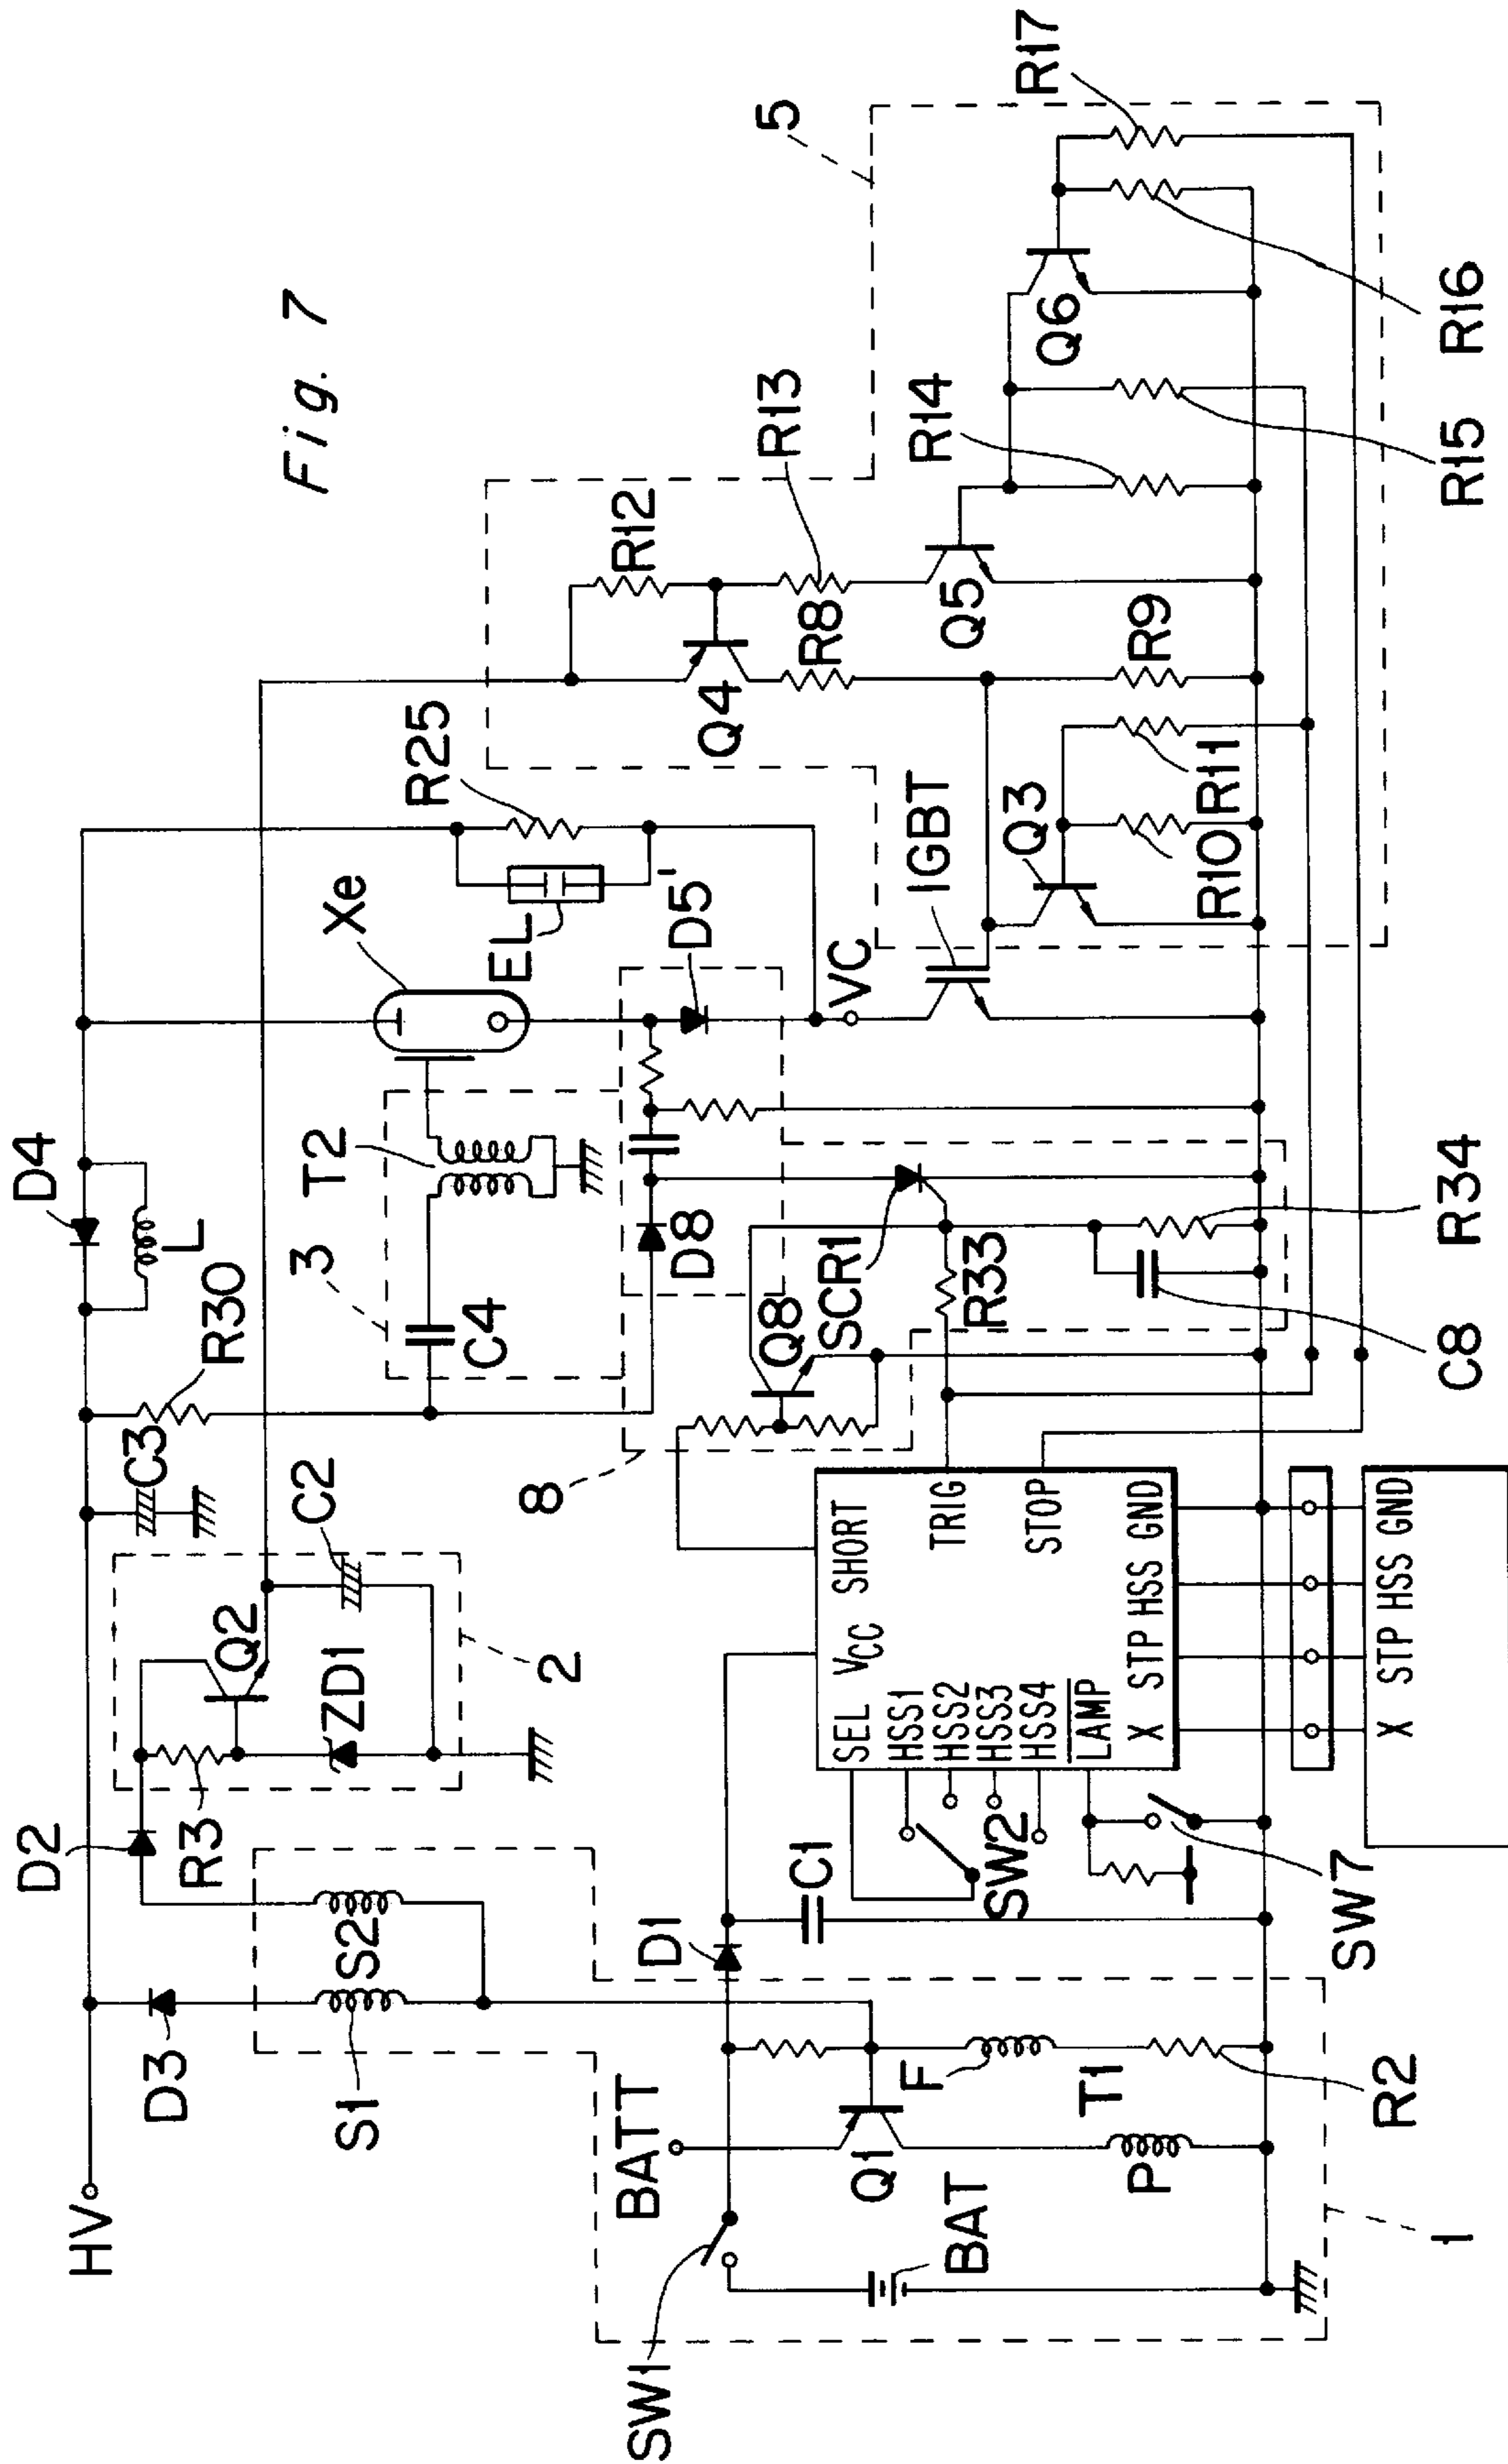 Fig. 7
HV
D3
S1
S2
D2
R3
Q2
ZD1
2
C2
C3
R30
D4
L
3
T2
C4
Xe
R25
EL
D5'
VC
IGBT
5
R12
Q4
R13
R8
R14
Q5
Q6
R17
R16
R15
R9
R11
R10
Q3
8
D8
Q8
SCR1
R33
R34
C8
SW1
BATT
BAT
Q1
F
T1
P
R2
1
D1
C1
SW2
SW7
SEL VCC SHORT
HSS1
HSS2
HSS3
HSS4
LAMP
TRIG
STOP
X STP HSS GND
X STP HSS GND